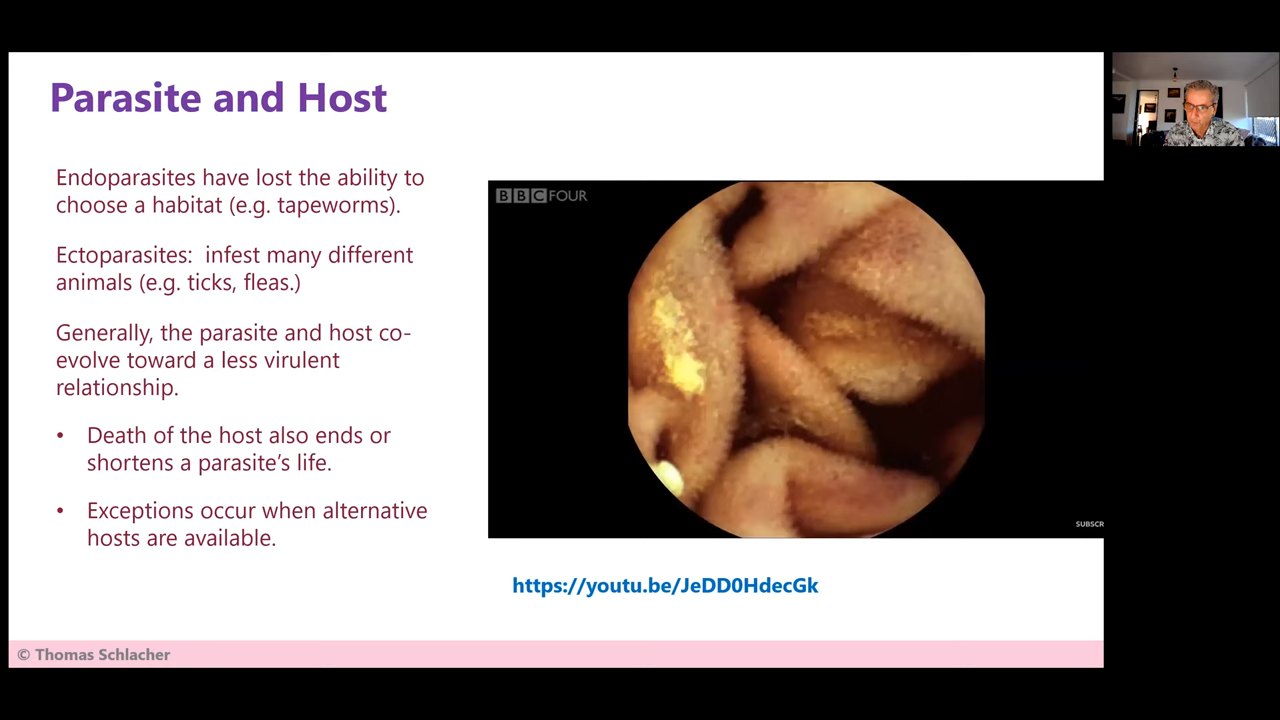 Parasite and Host
Endoparasites have lost the ability to
choose a habitat (e.g. tapeworms).
Ectoparasites:  infest many different
animals (e.g. ticks, fleas.)
Generally, the parasite and host co-
evolve toward a less virulent
relationship.
• Death of the host also ends or
shortens a parasite’s life.
• Exceptions occur when alternative
hosts are available.
BBC FOUR
SUBSCR
https://youtu.be/JeDD0HdecGk
© Thomas Schlacher